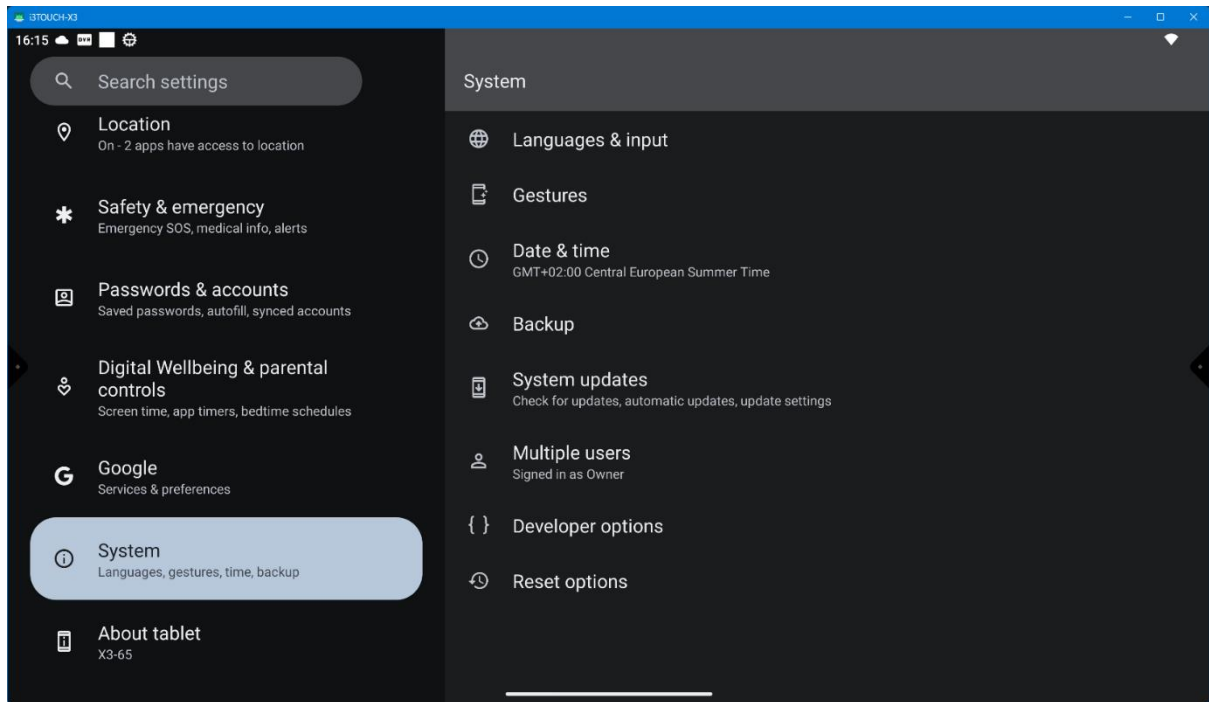 i3TOUCH-X3
16:15
Search settings
Location
On - 2 apps have access to location
Safety & emergency
Emergency SOS, medical info, alerts
Passwords & accounts
Saved passwords, autofill, synced accounts
Digital Wellbeing & parental
controls
Screen time, app timers, bedtime schedules
G
Google
Services & preferences
System
Languages, gestures, time, backup
About tablet
X3-65
System
Languages & input
Gestures
Date & time
GMT+02:00 Central European Summer Time
Backup
System updates
Check for updates, automatic updates, update settings
Multiple users
Signed in as Owner
{ }
Developer options
Reset options